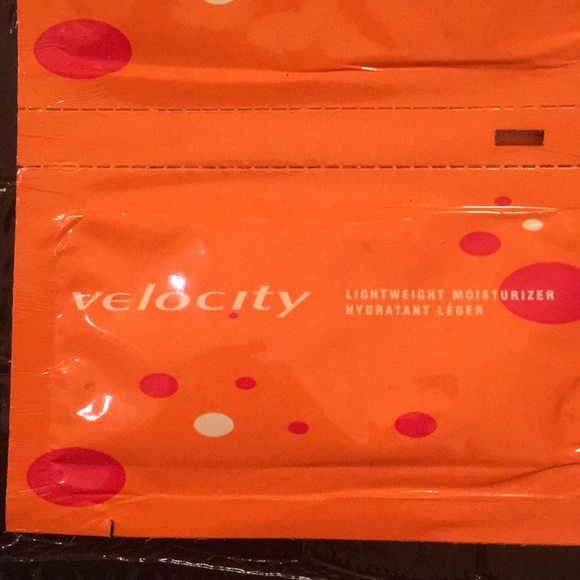 velocity
LIGHTWEIGHT MOISTURIZER
HYDRATANT LÉGER